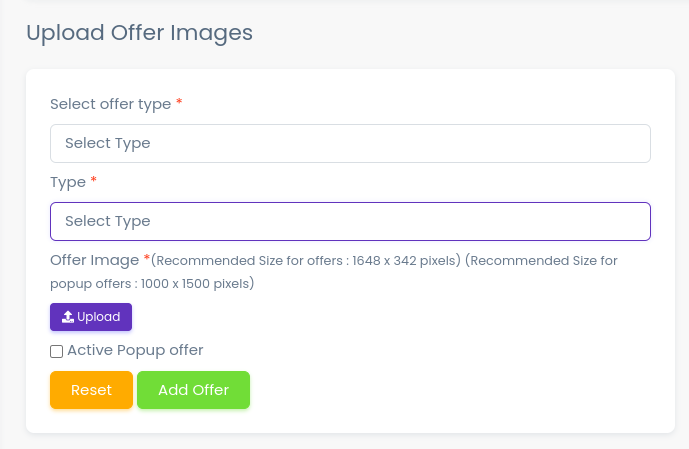 Upload Offer Images
Select offer type *
Select Type
Type *
Select Type
Offer Image *(Recommended Size for offers : 1648 x 342 pixels) (Recommended Size for
popup offers : 1000 x 1500 pixels)
Upload
Active Popup offer
Reset Add Offer